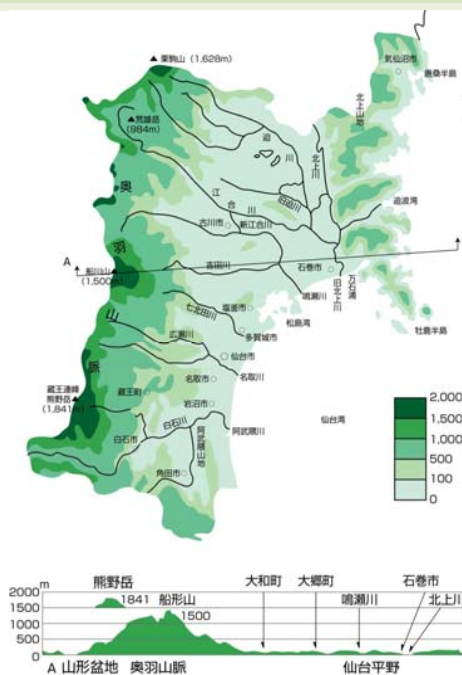 栗駒山(1,628m)
気仙沼市
唐桑半島
荒雄岳
(984m)
北上山地
迫川
北上川
奥羽山脈
江合川
旧迫川
追波湾
古川市
新江合川
A
船形山
(1,500m)
吉田川
石巻市
万石浦
旧北上川
鳴瀬川
七北田川
塩竈市
松島湾
牡鹿半島
広瀬川
多賀城市
仙台市
蔵王連峰
熊野岳
(1,841m)
蔵王町
名取市
名取川
岩沼市
仙台湾
白石川
白石市
阿武隈川
阿武隈山地
角田市
2,000
1,500
1,000
500
100
0
熊野岳 船形山 大和町 大郷町 鳴瀬川 石巻市 北上川
m
2000
1841
1500
1500
1000
500
0
A 山形盆地 奥羽山脈 仙台平野